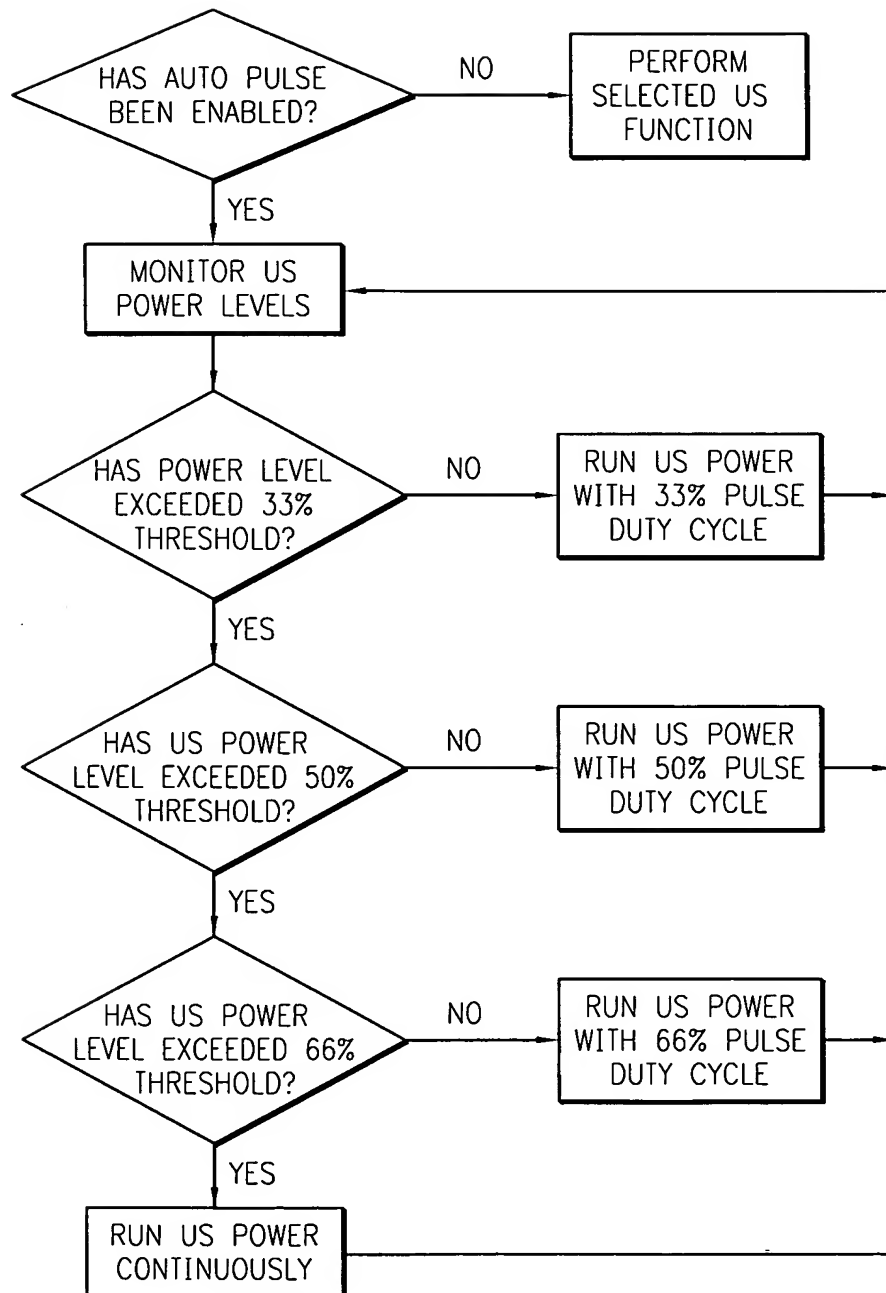 HAS AUTO PULSE
BEEN ENABLED?
NO
PERFORM
SELECTED US
FUNCTION
YES
MONITOR US
POWER LEVELS
HAS POWER LEVEL
EXCEEDED 33%
THRESHOLD?
NO
RUN US POWER
WITH 33% PULSE
DUTY CYCLE
YES
HAS US POWER
LEVEL EXCEEDED 50%
THRESHOLD?
NO
RUN US POWER
WITH 50% PULSE
DUTY CYCLE
YES
HAS US POWER
LEVEL EXCEEDED 66%
THRESHOLD?
NO
RUN US POWER
WITH 66% PULSE
DUTY CYCLE
YES
RUN US POWER
CONTINUOUSLY